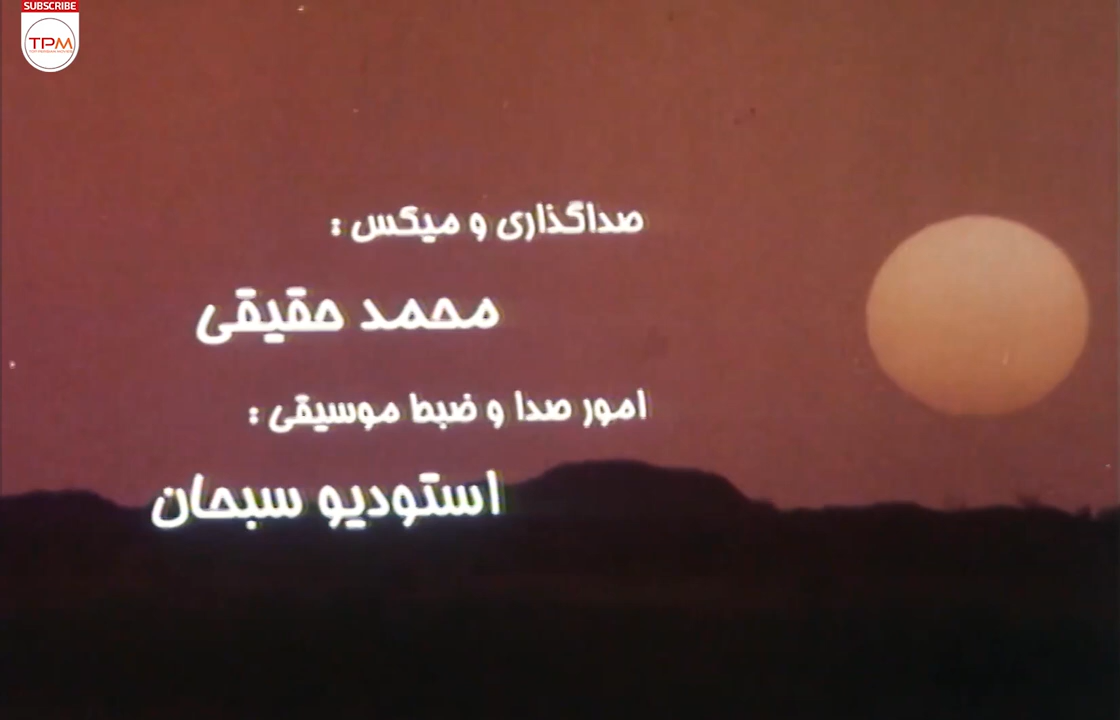 SUBSCRIBE
TPM
صداگذاری و میکس :
محمد حقیقی
امور صدا و ضبط موسیقی :
استودیو سبحان